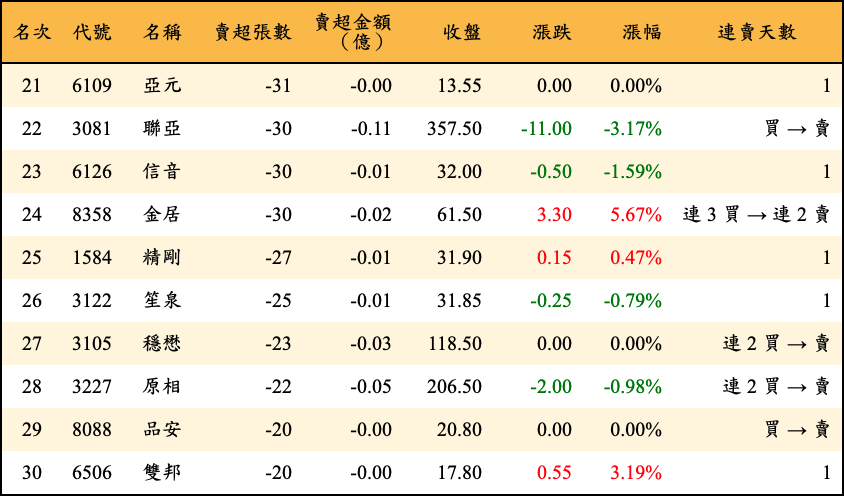 名次 代號 名稱 賣超張數 賣超金額（億） 收盤 漲跌 漲幅 連賣天數
21 6109 亞元 -31 -0.00 13.55 0.00 0.00% 1
22 3081 聯亞 -30 -0.11 357.50 -11.00 -3.17% 買 → 賣
23 6126 信音 -30 -0.01 32.00 -0.50 -1.59% 1
24 8358 金居 -30 -0.02 61.50 3.30 5.67% 連 3 買 → 連 2 賣
25 1584 精剛 -27 -0.01 31.90 0.15 0.47% 1
26 3122 笙泉 -25 -0.01 31.85 -0.25 -0.79% 1
27 3105 穩懋 -23 -0.03 118.50 0.00 0.00% 連 2 買 → 賣
28 3227 原相 -22 -0.05 206.50 -2.00 -0.98% 連 2 買 → 賣
29 8088 品安 -20 -0.00 20.80 0.00 0.00% 買 → 賣
30 6506 雙邦 -20 -0.00 17.80 0.55 3.19% 1